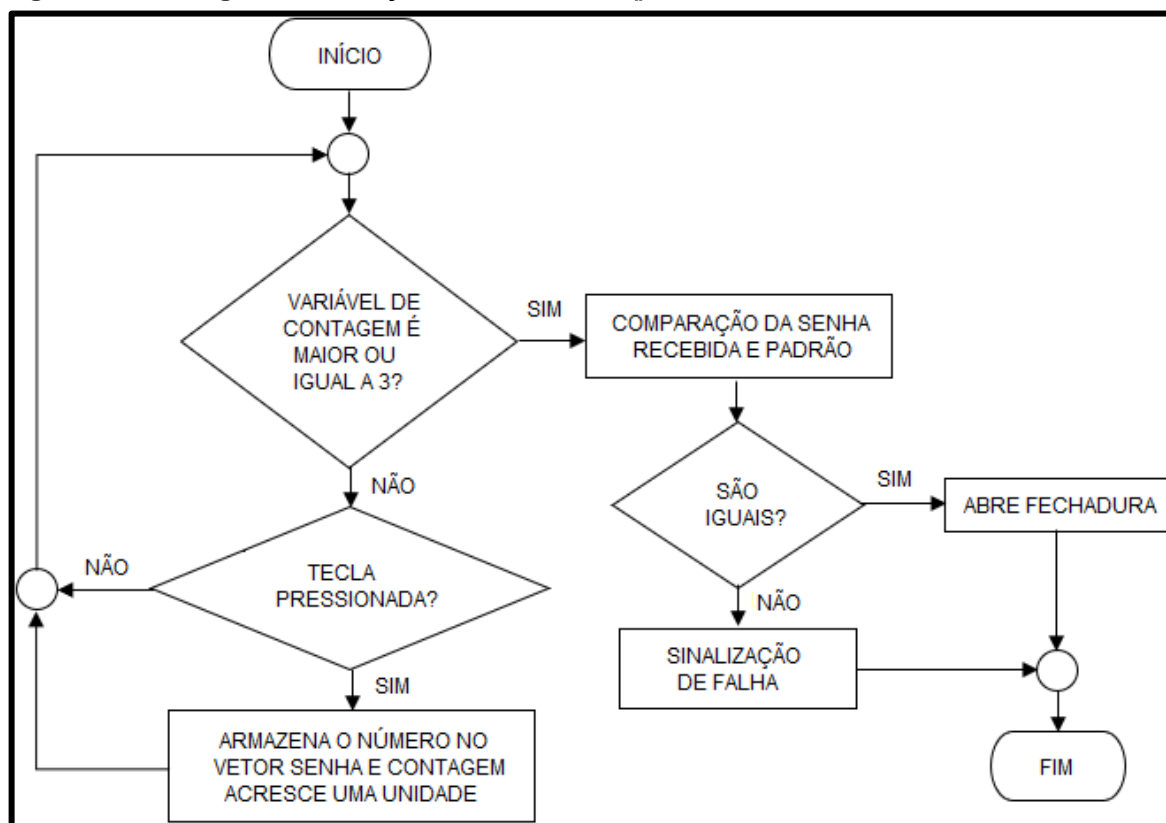 INÍCIO
VARIÁVEL DE
CONTAGEM É
MAIOR OU
IGUAL A 3?
SIM
COMPARAÇÃO DA SENHA
RECEBIDA E PADRÃO
NÃO
SÃO
IGUAIS?
SIM
ABRE FECHADURA
NÃO
TECLA
PRESSIONADA?
NÃO
SINALIZAÇÃO
DE FALHA
SIM
ARMAZENA O NÚMERO NO
VETOR SENHA E CONTAGEM
ACRESCE UMA UNIDADE
FIM